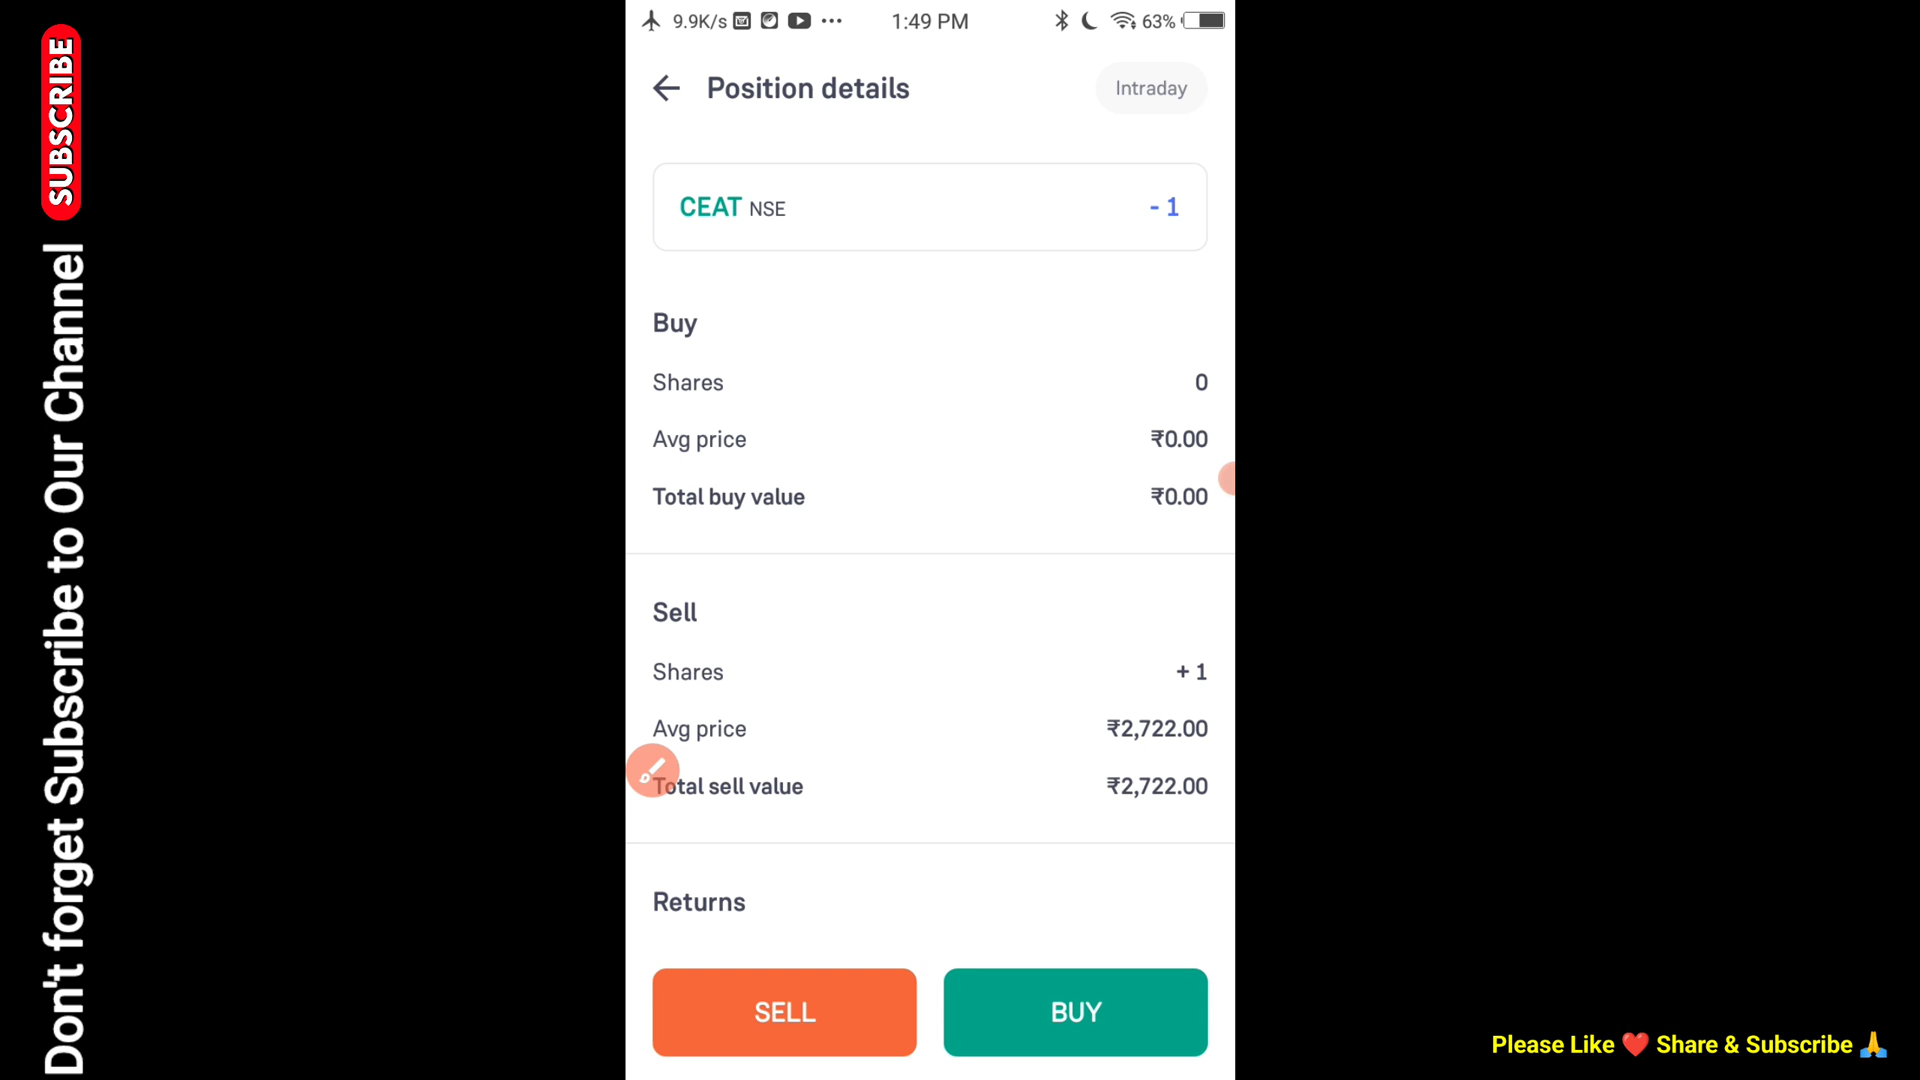 SUBSCRIBE
Don't forget Subscribe to Our Channel
9.9K/s
1:49 PM
63%
Position details
Intraday
CEAT NSE
- 1
Buy
Shares
0
Avg price
₹0.00
Total buy value
₹0.00
Sell
Shares
+ 1
Avg price
₹2,722.00
Total sell value
₹2,722.00
Returns
SELL
BUY
Please Like ❤️ Share & Subscribe 🙏